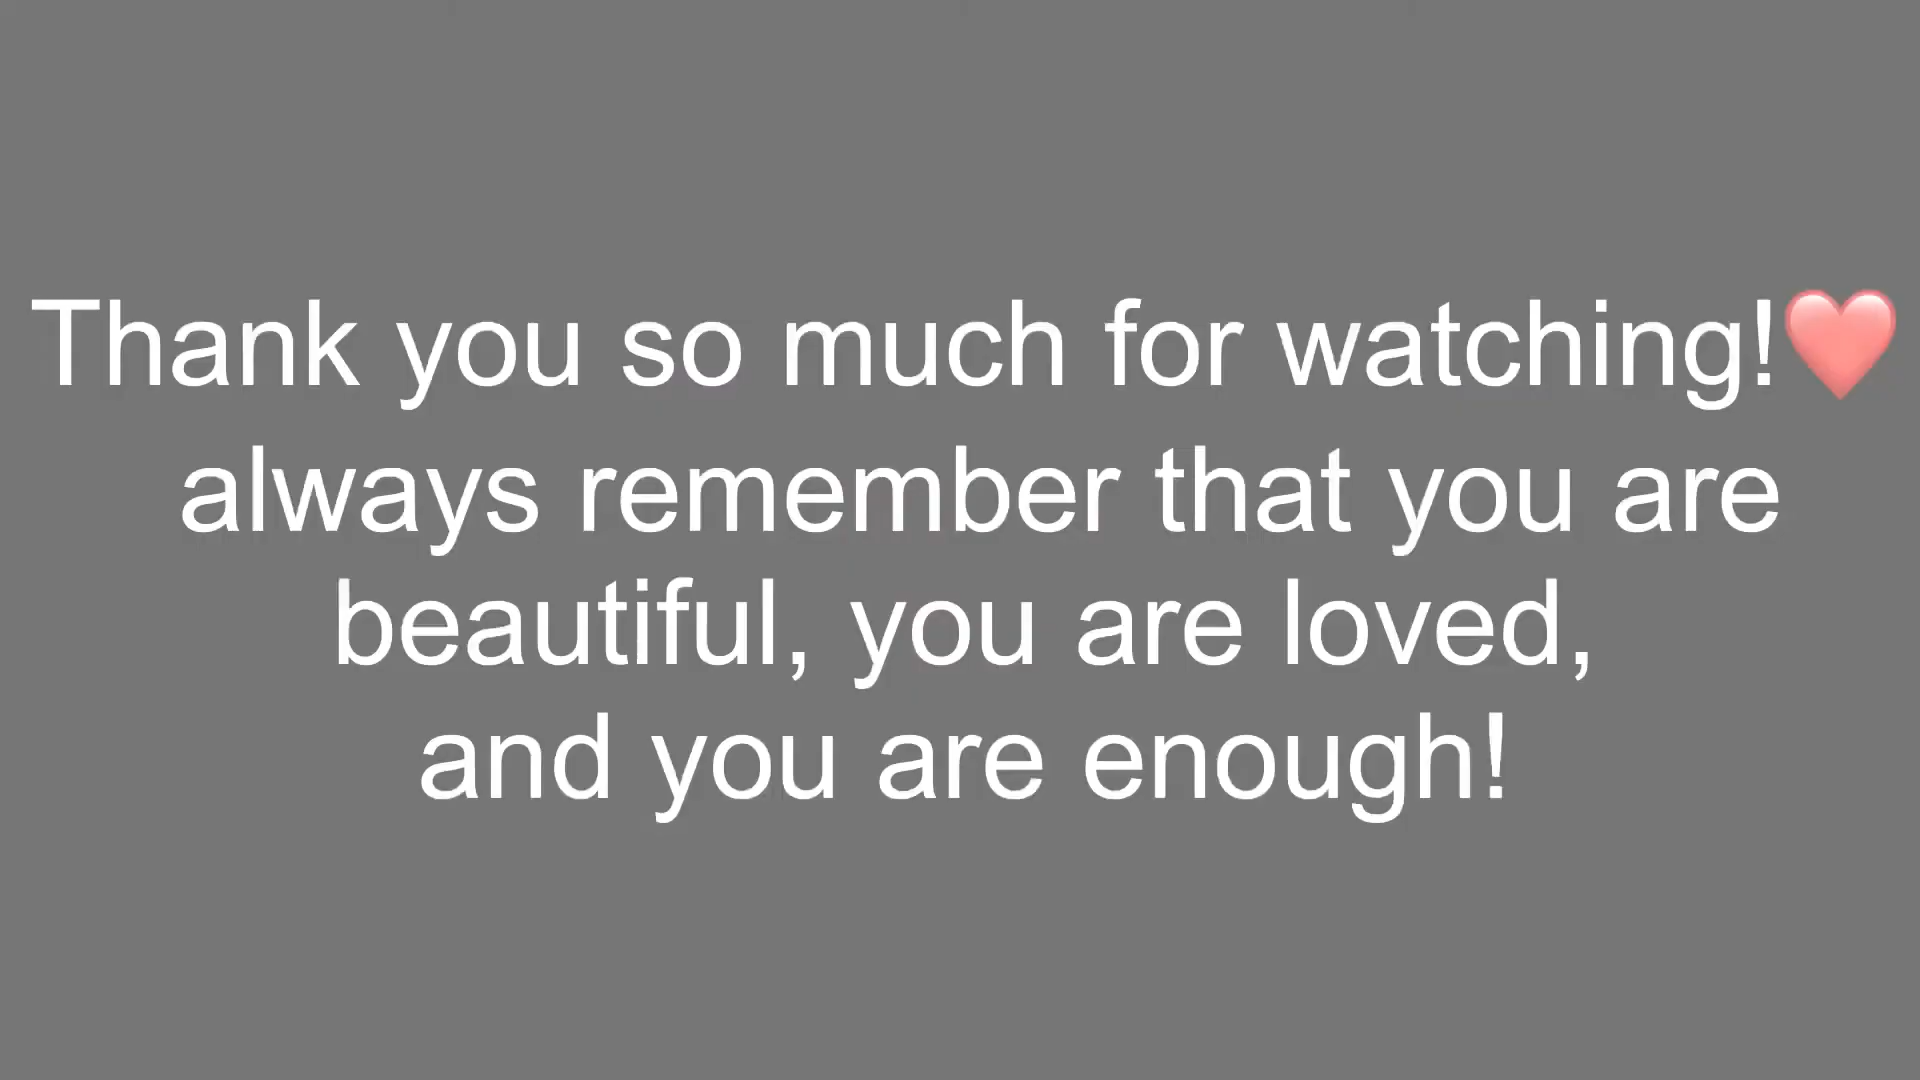 Thank you so much for watching!❤️
always remember that you are
beautiful, you are loved,
and you are enough!